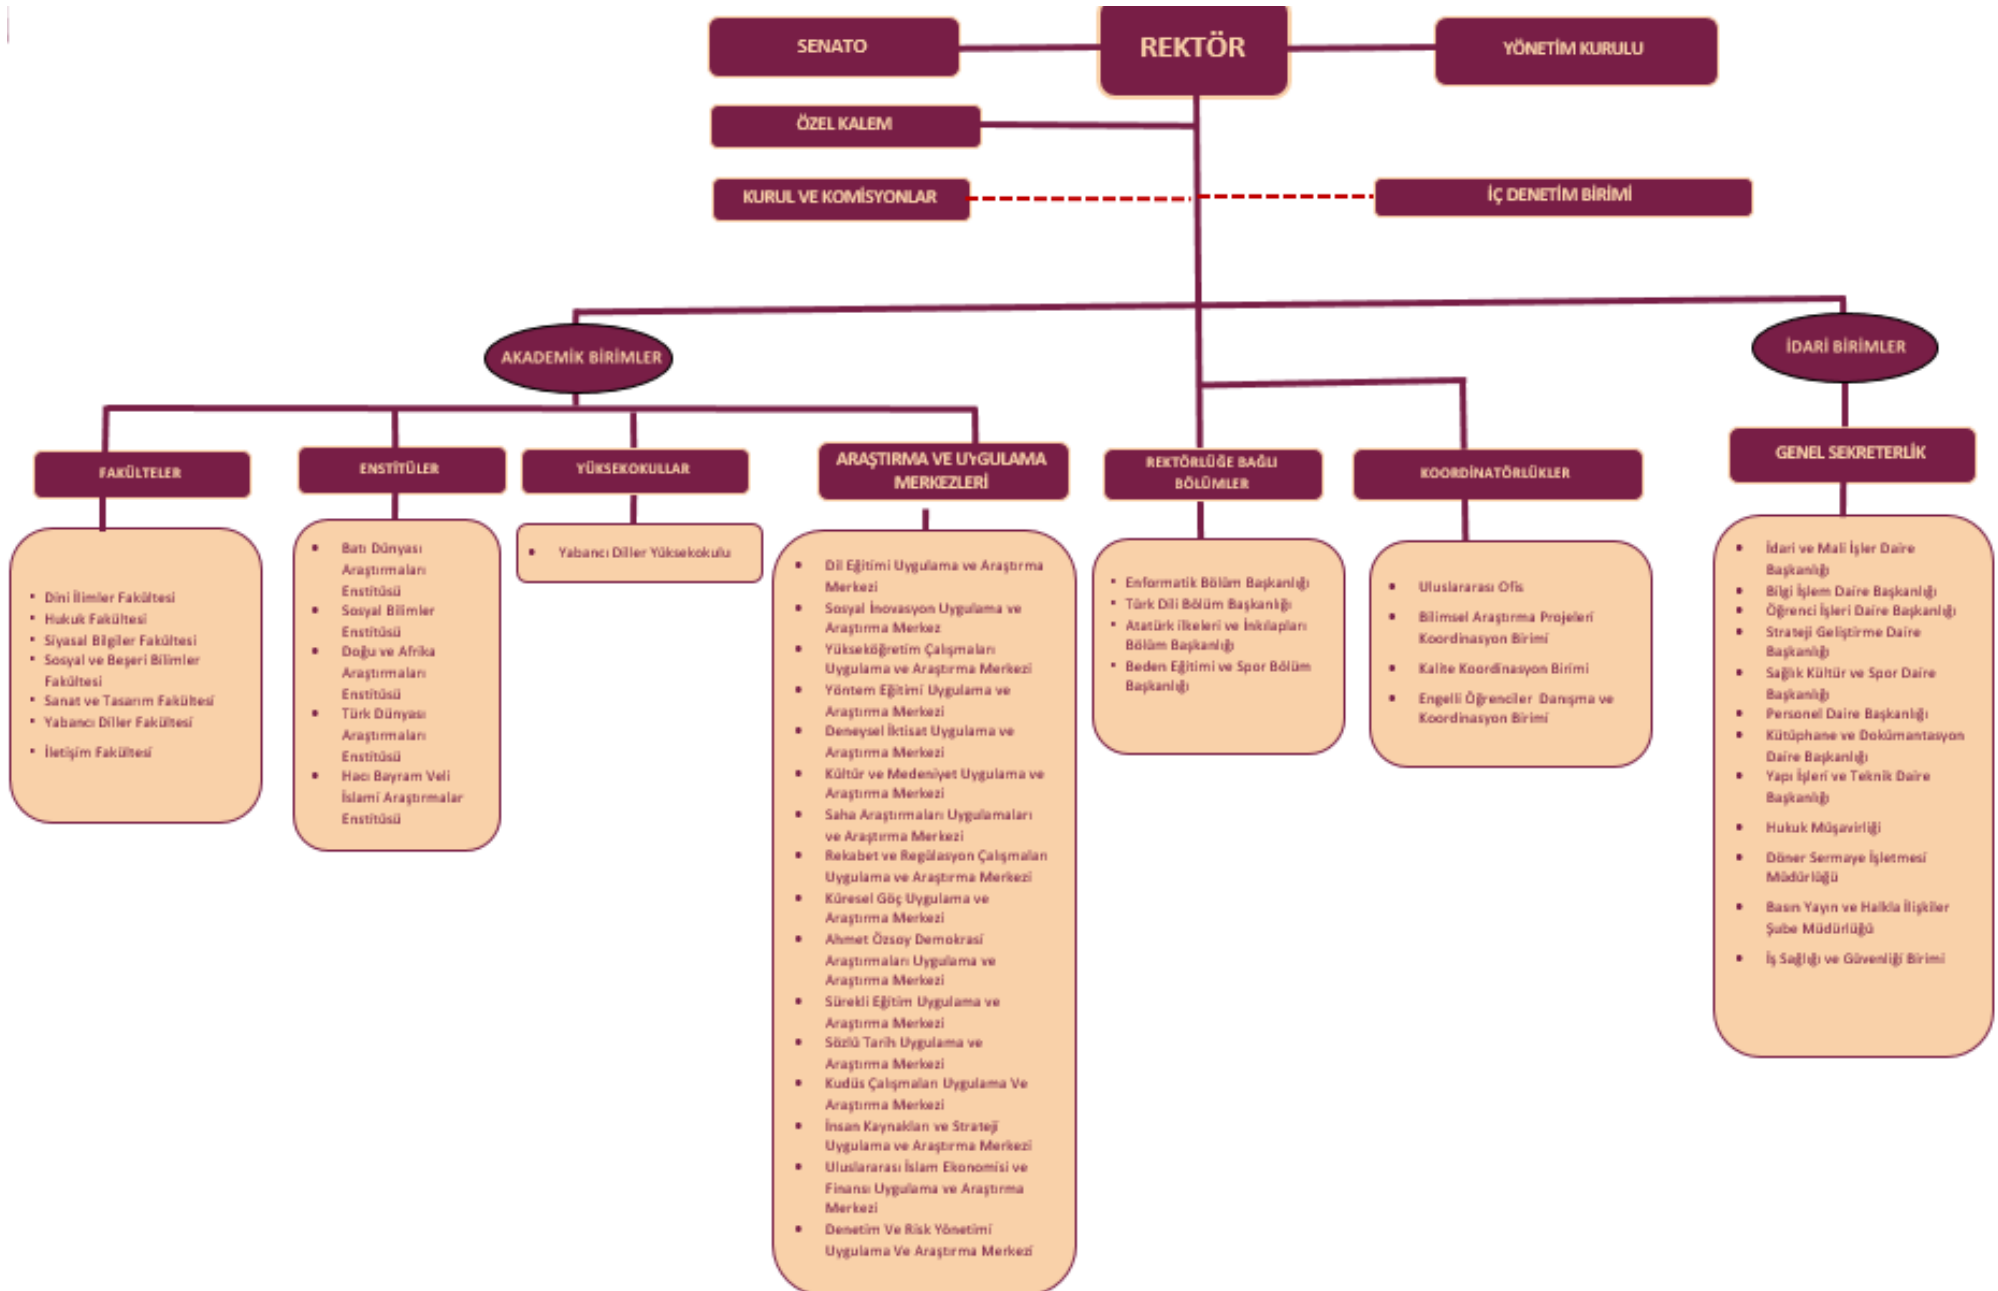 SENATO
REKTÖR
YÖNETİM KURULU
ÖZEL KALEM
KURUL VE KOMİSYONLAR
İÇ DENETİM BİRİMİ
AKADEMİK BİRİMLER
İDARİ BİRİMLER
FAKÜLTELER
• Dini İlimler Fakültesi
• Hukuk Fakültesi
• Siyasal Bilgiler Fakültesi
• Sosyal ve Beşeri Bilimler
Fakültesi
• Sanat ve Tasarım Fakültesi
• Yabancı Diller Fakültesi
• İletişim Fakültesi
ENSTİTÜLER
• Batı Dünyası
Araştırmaları
Enstitüsü
• Sosyal Bilimler
Enstitüsü
• Doğu ve Afrika
Araştırmaları
Enstitüsü
• Türk Dünyası
Araştırmaları
Enstitüsü
• Hacı Bayram Veli
İslami Araştırmalar
Enstitüsü
YÜKSEKOKULLAR
• Yabancı Diller Yüksekokulu
ARAŞTIRMA VE UYGULAMA
MERKEZLERİ
• Dil Eğitimi Uygulama ve Araştırma
Merkezi
• Sosyal İnovasyon Uygulama ve
Araştırma Merkez
• Yükseköğretim Çalışmaları
Uygulama ve Araştırma Merkezi
• Yöntem Eğitimi Uygulama ve
Araştırma Merkezi
• Deneysel İktisat Uygulama ve
Araştırma Merkezi
• Kültür ve Medeniyet Uygulama ve
Araştırma Merkezi
• Saha Araştırmaları Uygulamaları
ve Araştırma Merkezi
• Rekabet ve Regülasyon Çalışmaları
Uygulama ve Araştırma Merkezi
• Küresel Göç Uygulama ve
Araştırma Merkezi
• Ahmet Özsoy Demokrasi
Araştırmaları Uygulama ve
Araştırma Merkezi
• Sürekli Eğitim Uygulama ve
Araştırma Merkezi
• Sözlü Tarih Uygulama ve
Araştırma Merkezi
• Kudüs Çalışmaları Uygulama Ve
Araştırma Merkezi
• İnsan Kaynakları ve Strateji
Uygulama ve Araştırma Merkezi
• Uluslararası İslam Ekonomisi ve
Finansı Uygulama ve Araştırma
Merkezi
• Denetim Ve Risk Yönetimi
Uygulama Ve Araştırma Merkezi
REKTÖRLÜĞE BAĞLI
BÖLÜMLER
• Enformatik Bölüm Başkanlığı
• Türk Dili Bölüm Başkanlığı
• Atatürk ilkeleri ve İnkılapları
Bölüm Başkanlığı
• Beden Eğitimi ve Spor Bölüm
Başkanlığı
KOORDİNATÖRLÜKLER
• Uluslararası Ofis
• Bilimsel Araştırma Projeleri
Koordinasyon Birimi
• Kalite Koordinasyon Birimi
• Engelli Öğrenciler Danışma ve
Koordinasyon Birimi
GENEL SEKRETERLİK
• İdari ve Mali İşler Daire
Başkanlığı
• Bilgi İşlem Daire Başkanlığı
• Öğrenci İşleri Daire Başkanlığı
• Strateji Geliştirme Daire
Başkanlığı
• Sağlık Kültür ve Spor Daire
Başkanlığı
• Personel Daire Başkanlığı
• Kütüphane ve Dokümantasyon
Daire Başkanlığı
• Yapı İşleri ve Teknik Daire
Başkanlığı
• Hukuk Müşavirliği
• Döner Sermaye İşletmesi
Müdürlüğü
• Basın Yayın ve Halkla İlişkiler
Şube Müdürlüğü
• İş Sağlığı ve Güvenliği Birimi